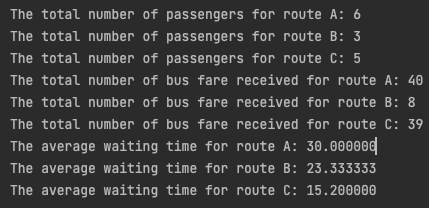 The total number of passengers for route A: 6
The total number of passengers for route B: 3
The total number of passengers for route C: 5
The total number of bus fare received for route A: 40
The total number of bus fare received for route B: 8
The total number of bus fare received for route C: 39
The average waiting time for route A: 30.000000
The average waiting time for route B: 23.333333
The average waiting time for route C: 15.200000